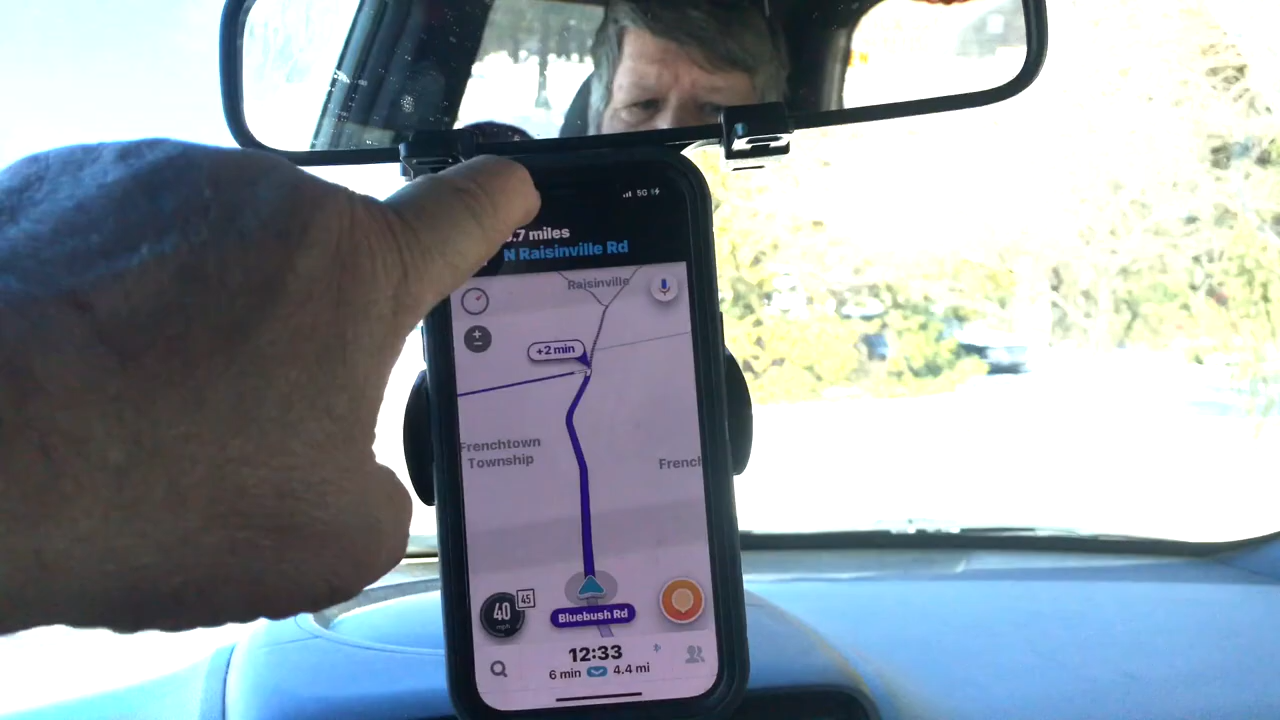 5G
.7 miles
N Raisinville Rd
Raisinville
+2 min
Frenchtown
Township
Frencl
45
40
mph
Bluebush Rd
12:33
6 min 4.4 mi